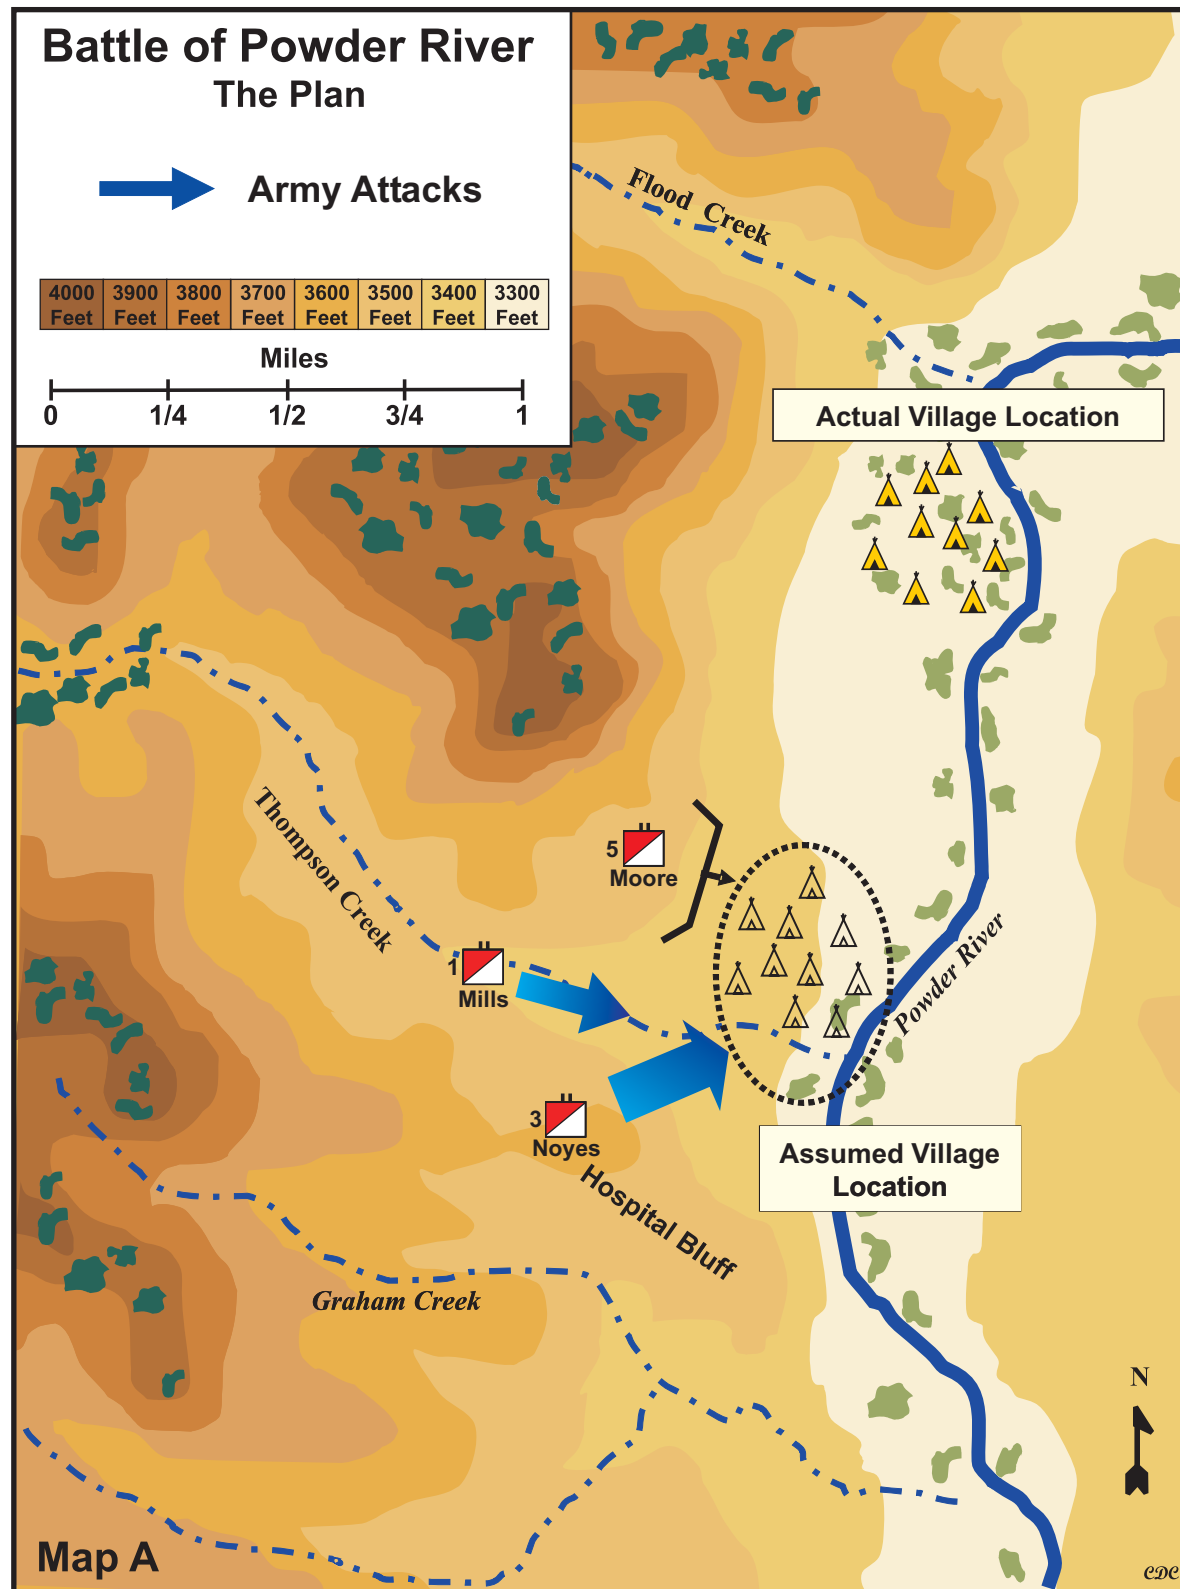 Battle of Powder River
The Plan
Army Attacks
4000 Feet
3900 Feet
3800 Feet
3700 Feet
3600 Feet
3500 Feet
3400 Feet
3300 Feet
Miles
0 1/4 1/2 3/4 1
Flood Creek
Actual Village Location
Thompson Creek
5
Moore
1
Mills
Powder River
3
Noyes
Assumed Village
Location
Hospital Bluff
Graham Creek
N
Map A
CDC